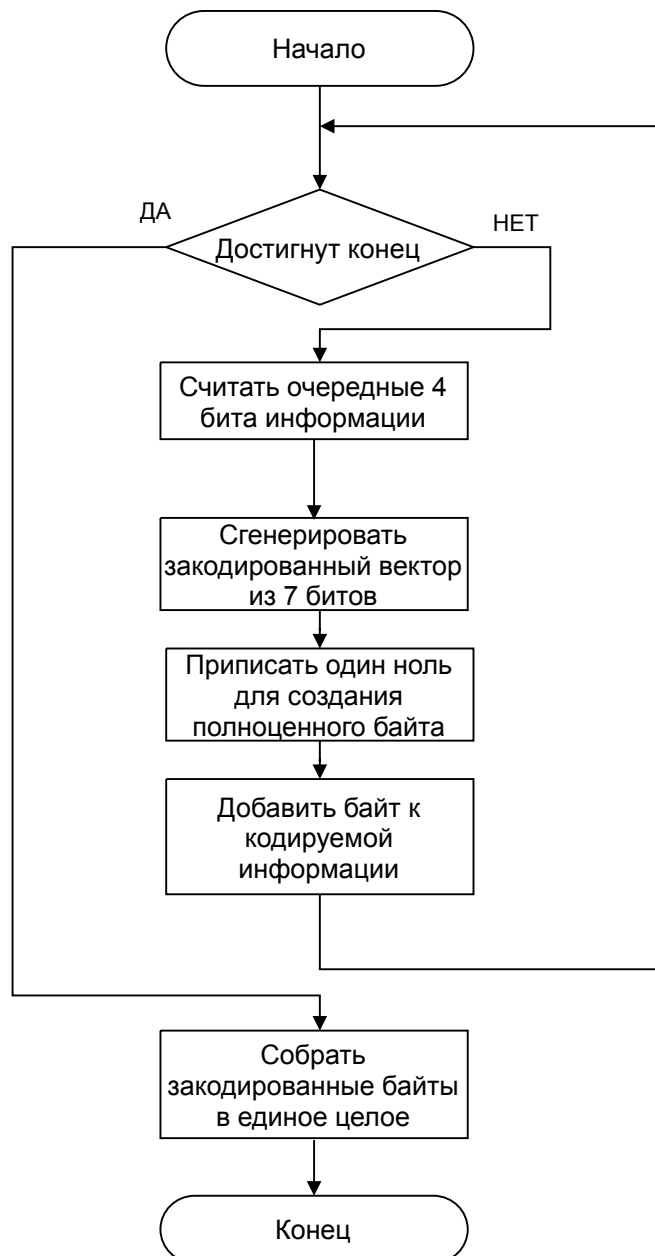 Начало
ДА
НЕТ
Достигнут конец
Считать очередные 4
бита информации
Сгенерировать
закодированный вектор
из 7 битов
Приписать один ноль
для создания
полноценного байта
Добавить байт к
кодируемой
информации
Собрать
закодированные байты
в единое целое
Конец